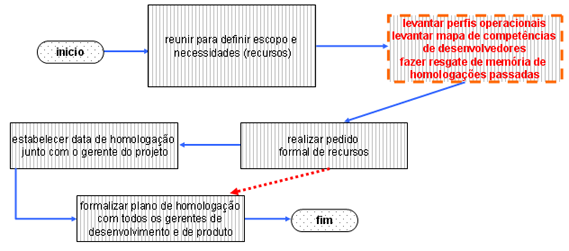 inicio
reunir para definir escopo e
necessidades (recursos)
levantar perfis operacionais
levantar mapa de competências
de desenvolvedores
fazer resgate de memória de
homologações passadas
realizar pedido
formal de recursos
estabelecer data de homologação
junto com o gerente do projeto
formalizar plano de homologação
com todos os gerentes de
desenvolvimento e de produto
fim